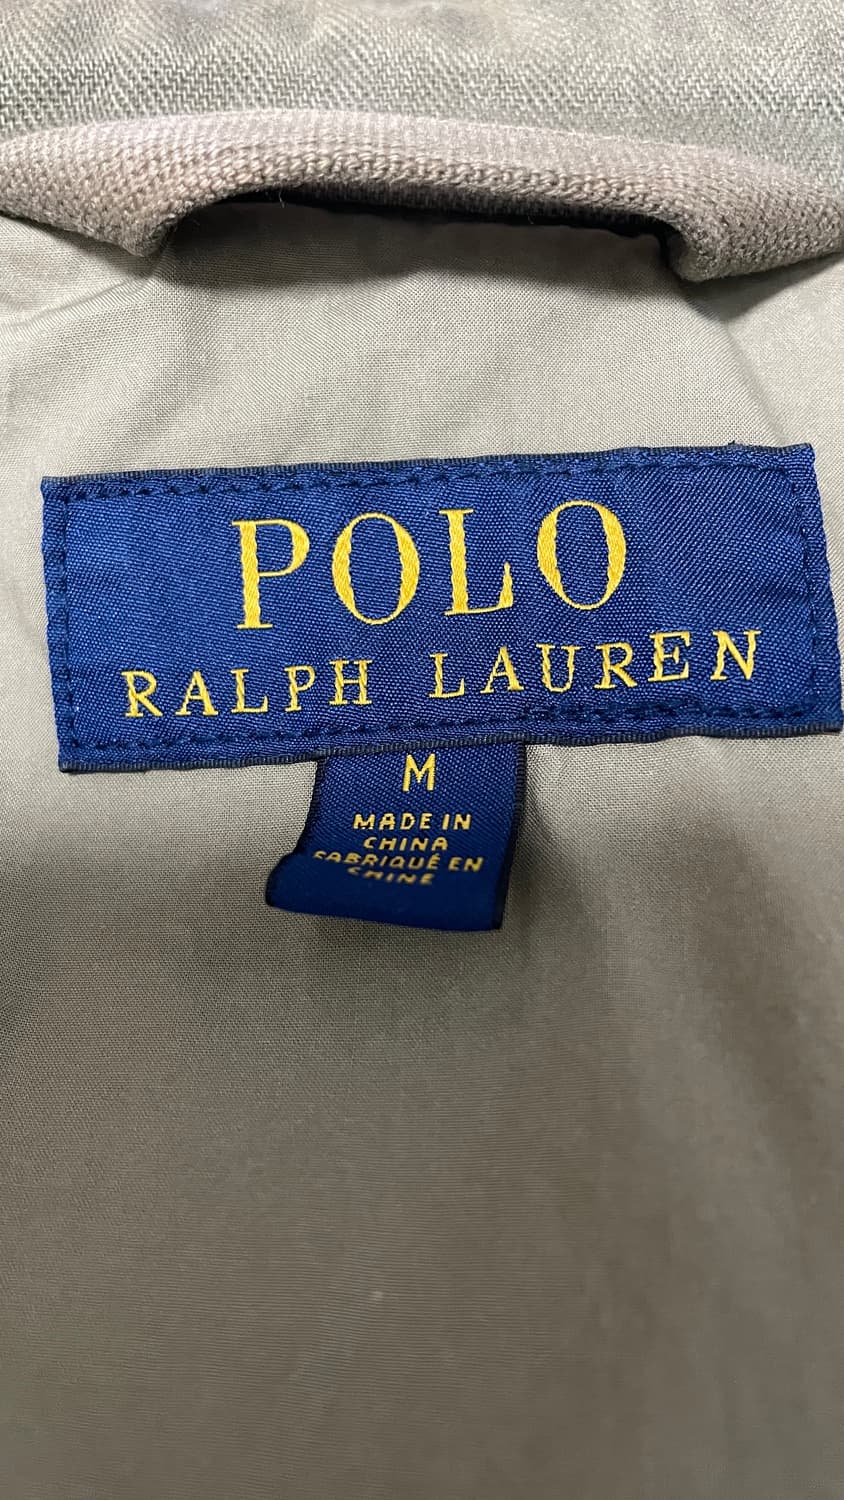 POLO
RALPH LAUREN
M
MADE IN
CHINA
FABRIQUÉ EN
CHINE